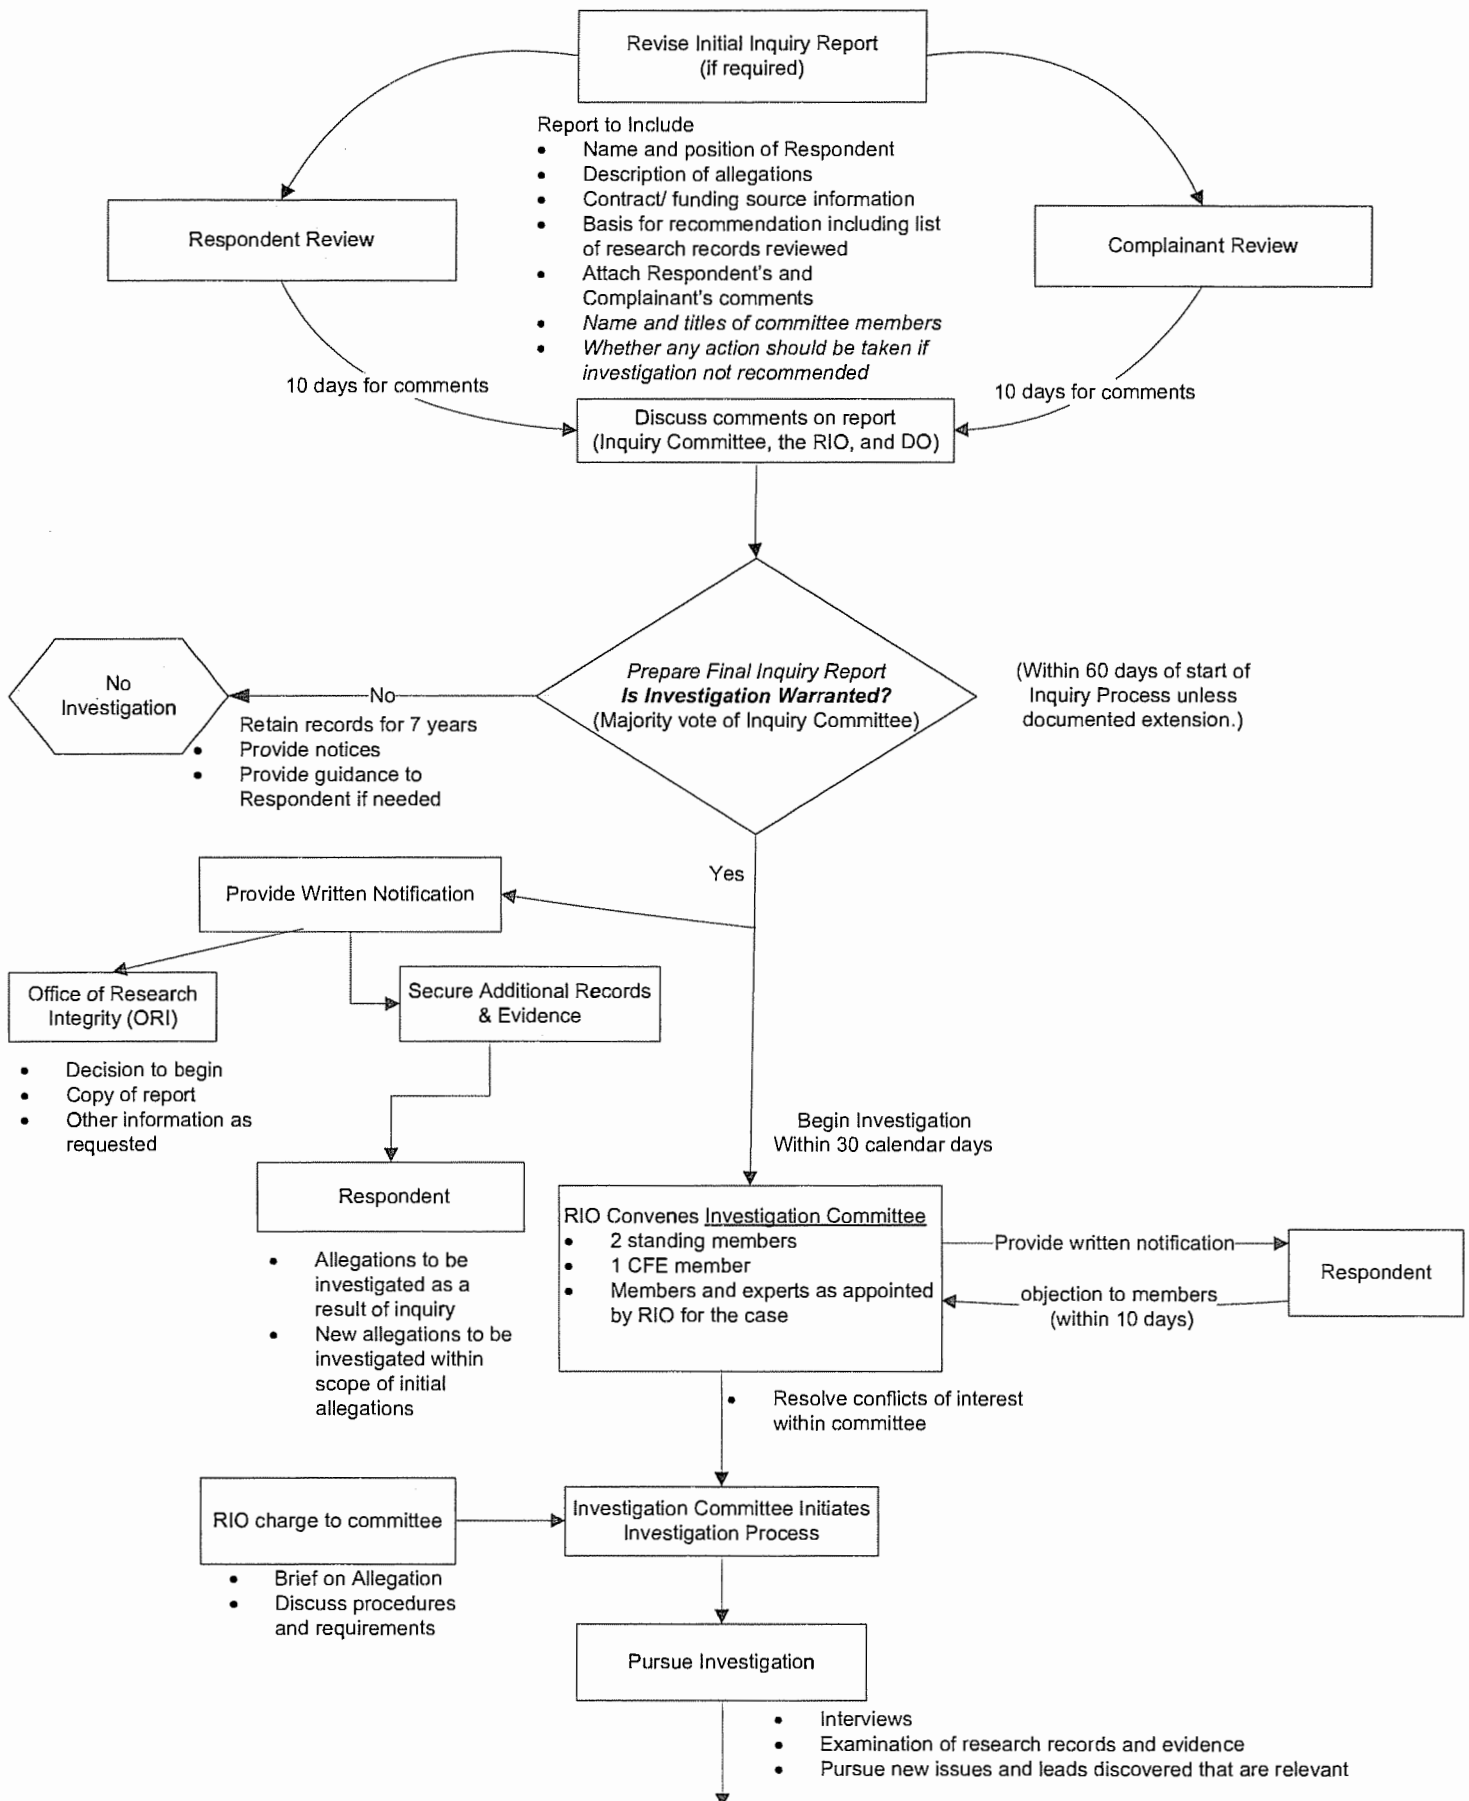 Revise Initial Inquiry Report
(if required)
Report to Include
• Name and position of Respondent
• Description of allegations
• Contract/ funding source information
• Basis for recommendation including list
of research records reviewed
• Attach Respondent's and
Complainant's comments
• Name and titles of committee members
• Whether any action should be taken if
investigation not recommended
Respondent Review
Complainant Review
10 days for comments
10 days for comments
Discuss comments on report
(Inquiry Committee, the RIO, and DO)
Prepare Final Inquiry Report
Is Investigation Warranted?
(Majority vote of Inquiry Committee)
(Within 60 days of start of
Inquiry Process unless
documented extension.)
No
No
Investigation
Retain records for 7 years
• Provide notices
• Provide guidance to
Respondent if needed
Yes
Provide Written Notification
Office of Research
Integrity (ORI)
• Decision to begin
• Copy of report
• Other information as
requested
Secure Additional Records
& Evidence
Respondent
• Allegations to be
investigated as a
result of inquiry
• New allegations to be
investigated within
scope of initial
allegations
Begin Investigation
Within 30 calendar days
RIO Convenes Investigation Committee
• 2 standing members
• 1 CFE member
• Members and experts as appointed
by RIO for the case
Provide written notification
Respondent
objection to members
(within 10 days)
• Resolve conflicts of interest
within committee
RIO charge to committee
• Brief on Allegation
• Discuss procedures
and requirements
Investigation Committee Initiates
Investigation Process
Pursue Investigation
• Interviews
• Examination of research records and evidence
• Pursue new issues and leads discovered that are relevant